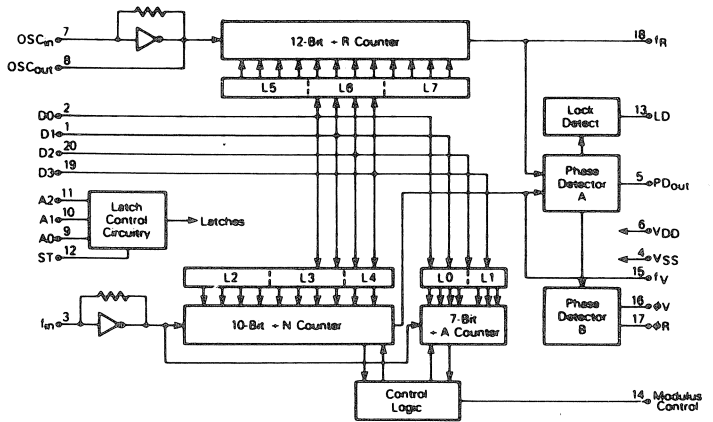 OSCin 7
12-Bit ÷ R Counter
18 fR
OSCout 8
L5 L6 L7
D0 2
D1 1
D2 20
D3 19
Lock Detect
13 LD
Phase Detector A
5 PDout
A2 11
A1 10
A0 9
ST 12
Latch Control Circuitry
Latches
6 VDD
4 VSS
15 fV
L2 L3 L4
L0 L1
fin 3
10-Bit ÷ N Counter
7-Bit ÷ A Counter
Phase Detector B
16 ϕV
17 ϕR
Control Logic
14 Modulus Control